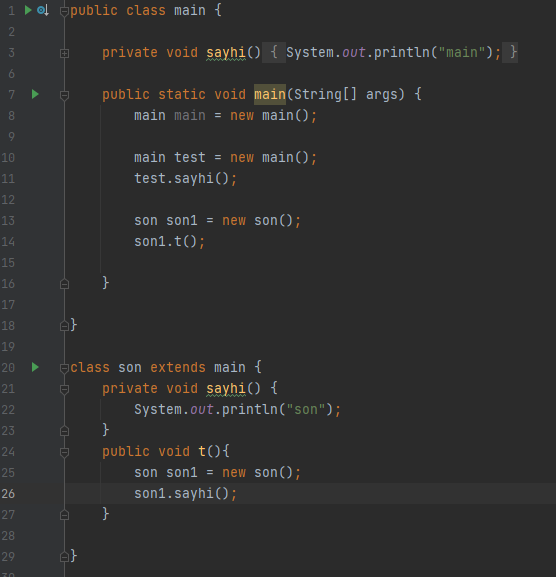 1 public class main {
2
3 private void sayhi() { System.out.println("main"); }
6
7 public static void main(String[] args) {
8 main main = new main();
9
10 main test = new main();
11 test.sayhi();
12
13 son son1 = new son();
14 son1.t();
15
16 }
17
18 }
19
20 class son extends main {
21 private void sayhi() {
22 System.out.println("son");
23 }
24 public void t(){
25 son son1 = new son();
26 son1.sayhi();
27 }
28
29 }